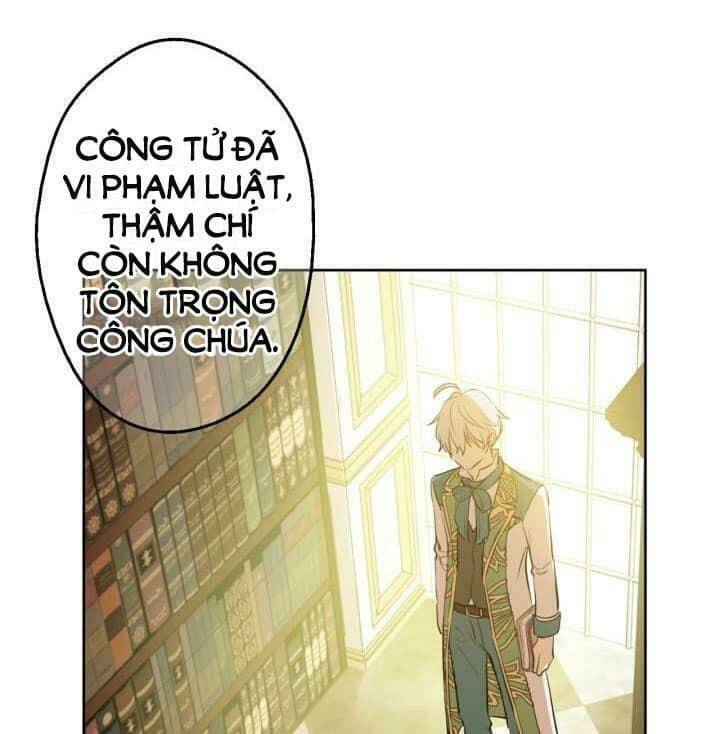 CÔNG TỬ ĐÃ
VI PHẠM LUẬT,
THẬM CHÍ
CÒN KHÔNG
TÔN TRỌNG
CÔNG CHÚA.